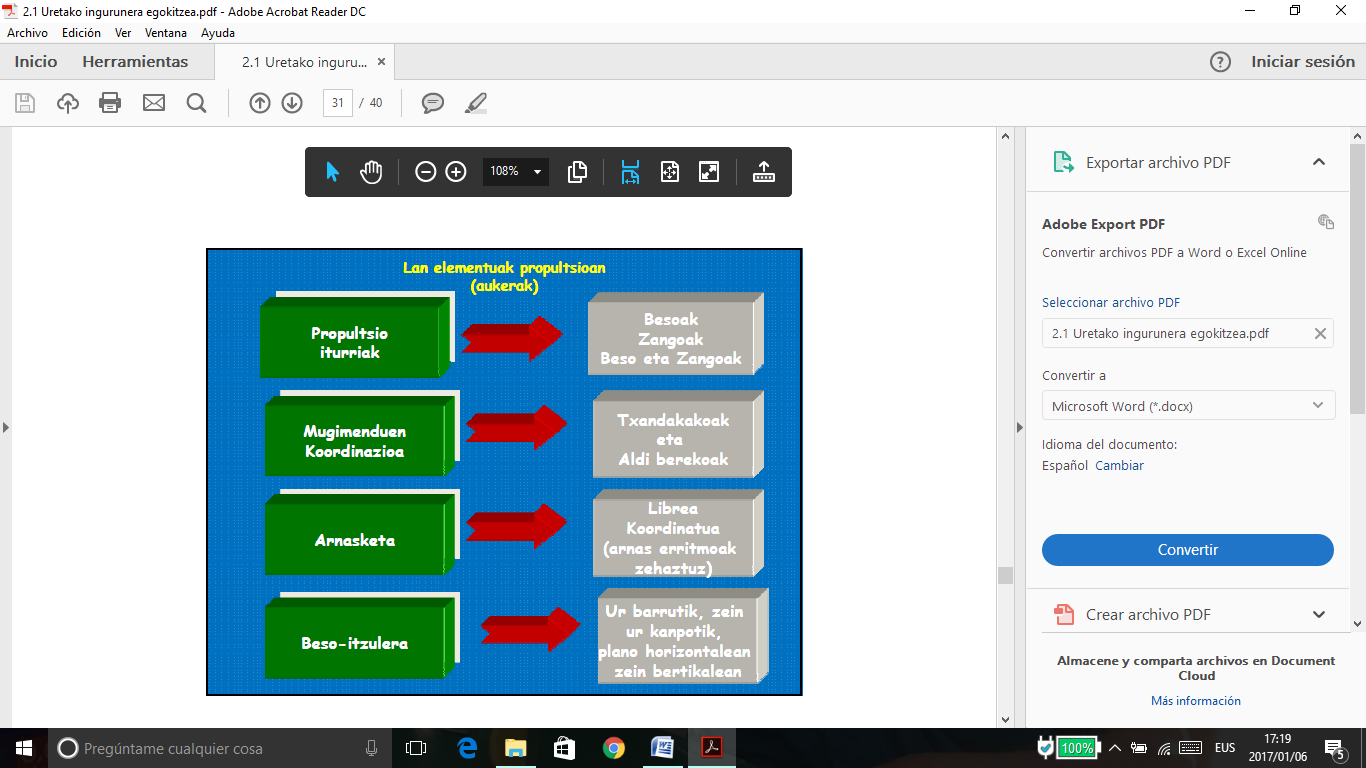 2.1 Uretako ingurunera egokitzea.pdf - Adobe Acrobat Reader DC
Archivo Edición Ver Ventana Ayuda
Inicio Herramientas 2.1 Uretako inguru... Iniciar sesión
31 / 40
108%
Lan elementuak propultsioan
(aukerak)
Propultsio
iturriak
Besoak
Zangoak
Beso eta Zangoak
Mugimenduen
Koordinazioa
Txandakakoak
eta
Aldi berekoak
Arnasketa
Librea
Koordinatua
(arnas erritmoak
zehaztuz)
Beso-itzulera
Ur barrutik, zein
ur kanpotik,
plano horizontalean
zein bertikalean
Exportar archivo PDF
Adobe Export PDF
Convertir archivos PDF a Word o Excel Online
Seleccionar archivo PDF
2.1 Uretako ingurunera egokitzea.pdf
Convertir a
Microsoft Word (*.docx)
Idioma del documento:
Español Cambiar
Convertir
Crear archivo PDF
Almacene y comparta archivos en Document
Cloud
Más información
Pregúntame cualquier cosa
100%
EUS
17:19
2017/01/06
5